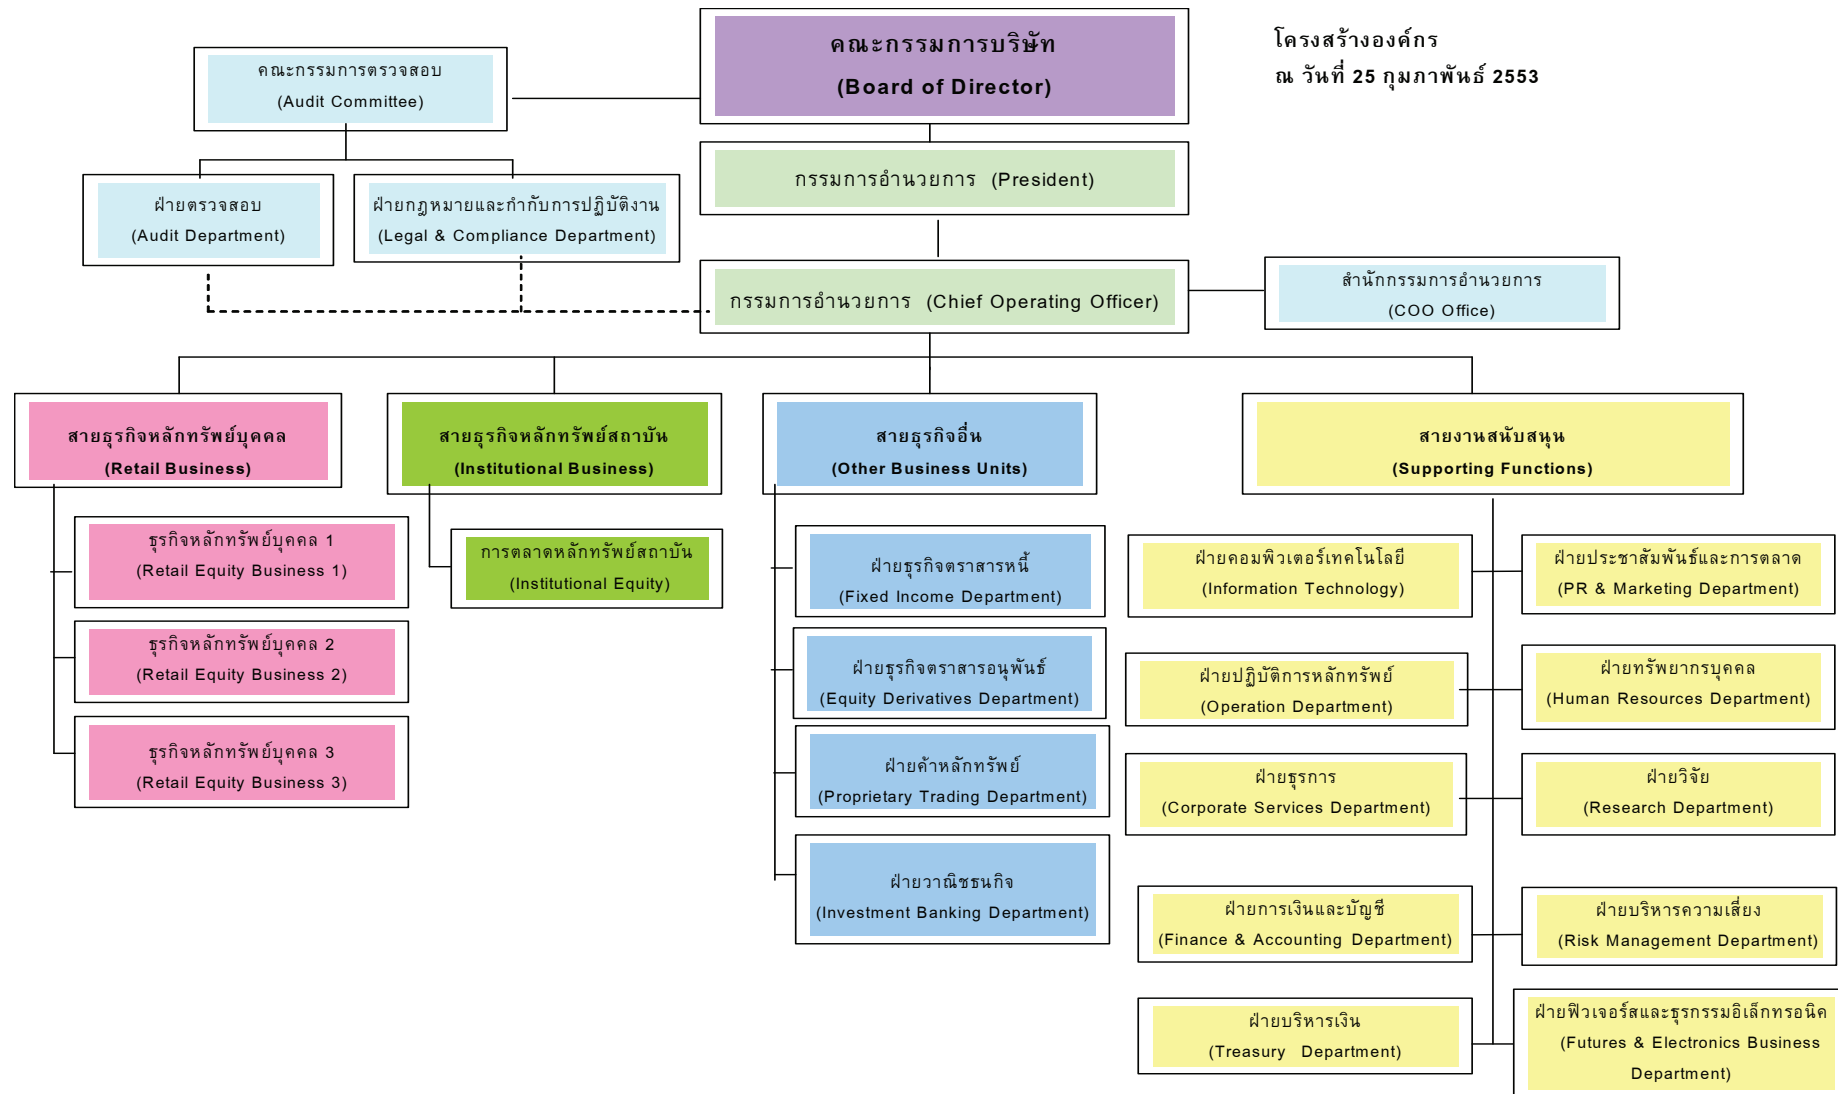 โครงสร้างองค์กร
ณ วันที่ 25 กุมภาพันธ์ 2553
คณะกรรมการบริษัท
(Board of Director)
คณะกรรมการตรวจสอบ
(Audit Committee)
กรรมการอำนวยการ (President)
ฝ่ายตรวจสอบ
(Audit Department)
ฝ่ายกฎหมายและกำกับการปฏิบัติงาน
(Legal & Compliance Department)
กรรมการอำนวยการ (Chief Operating Officer)
สำนักกรรมการอำนวยการ
(COO Office)
สายธุรกิจหลักทรัพย์บุคคล
(Retail Business)
สายธุรกิจหลักทรัพย์สถาบัน
(Institutional Business)
สายธุรกิจอื่น
(Other Business Units)
สายงานสนับสนุน
(Supporting Functions)
ธุรกิจหลักทรัพย์บุคคล 1
(Retail Equity Business 1)
ธุรกิจหลักทรัพย์บุคคล 2
(Retail Equity Business 2)
ธุรกิจหลักทรัพย์บุคคล 3
(Retail Equity Business 3)
การตลาดหลักทรัพย์สถาบัน
(Institutional Equity)
ฝ่ายธุรกิจตราสารหนี้
(Fixed Income Department)
ฝ่ายธุรกิจตราสารอนุพันธ์
(Equity Derivatives Department)
ฝ่ายค้าหลักทรัพย์
(Proprietary Trading Department)
ฝ่ายวาณิชธนกิจ
(Investment Banking Department)
ฝ่ายคอมพิวเตอร์เทคโนโลยี
(Information Technology)
ฝ่ายประชาสัมพันธ์และการตลาด
(PR & Marketing Department)
ฝ่ายปฏิบัติการหลักทรัพย์
(Operation Department)
ฝ่ายทรัพยากรบุคคล
(Human Resources Department)
ฝ่ายธุรการ
(Corporate Services Department)
ฝ่ายวิจัย
(Research Department)
ฝ่ายการเงินและบัญชี
(Finance & Accounting Department)
ฝ่ายบริหารความเสี่ยง
(Risk Management Department)
ฝ่ายบริหารเงิน
(Treasury Department)
ฝ่ายฟิวเจอร์สและธุรกรรมอิเล็กทรอนิค
(Futures & Electronics Business
Department)